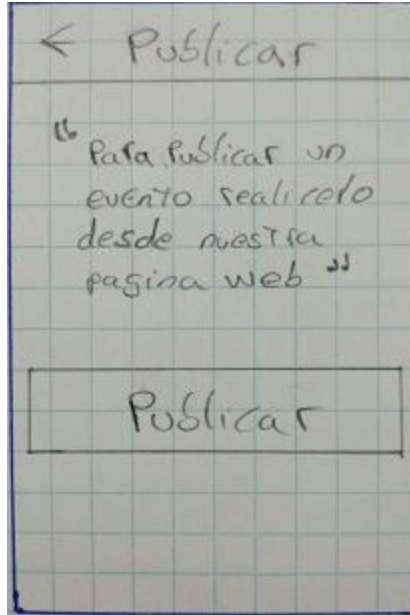 < Publicar
"Para Publicar un
evento realicelo
desde nuestra
pagina web"
Publicar